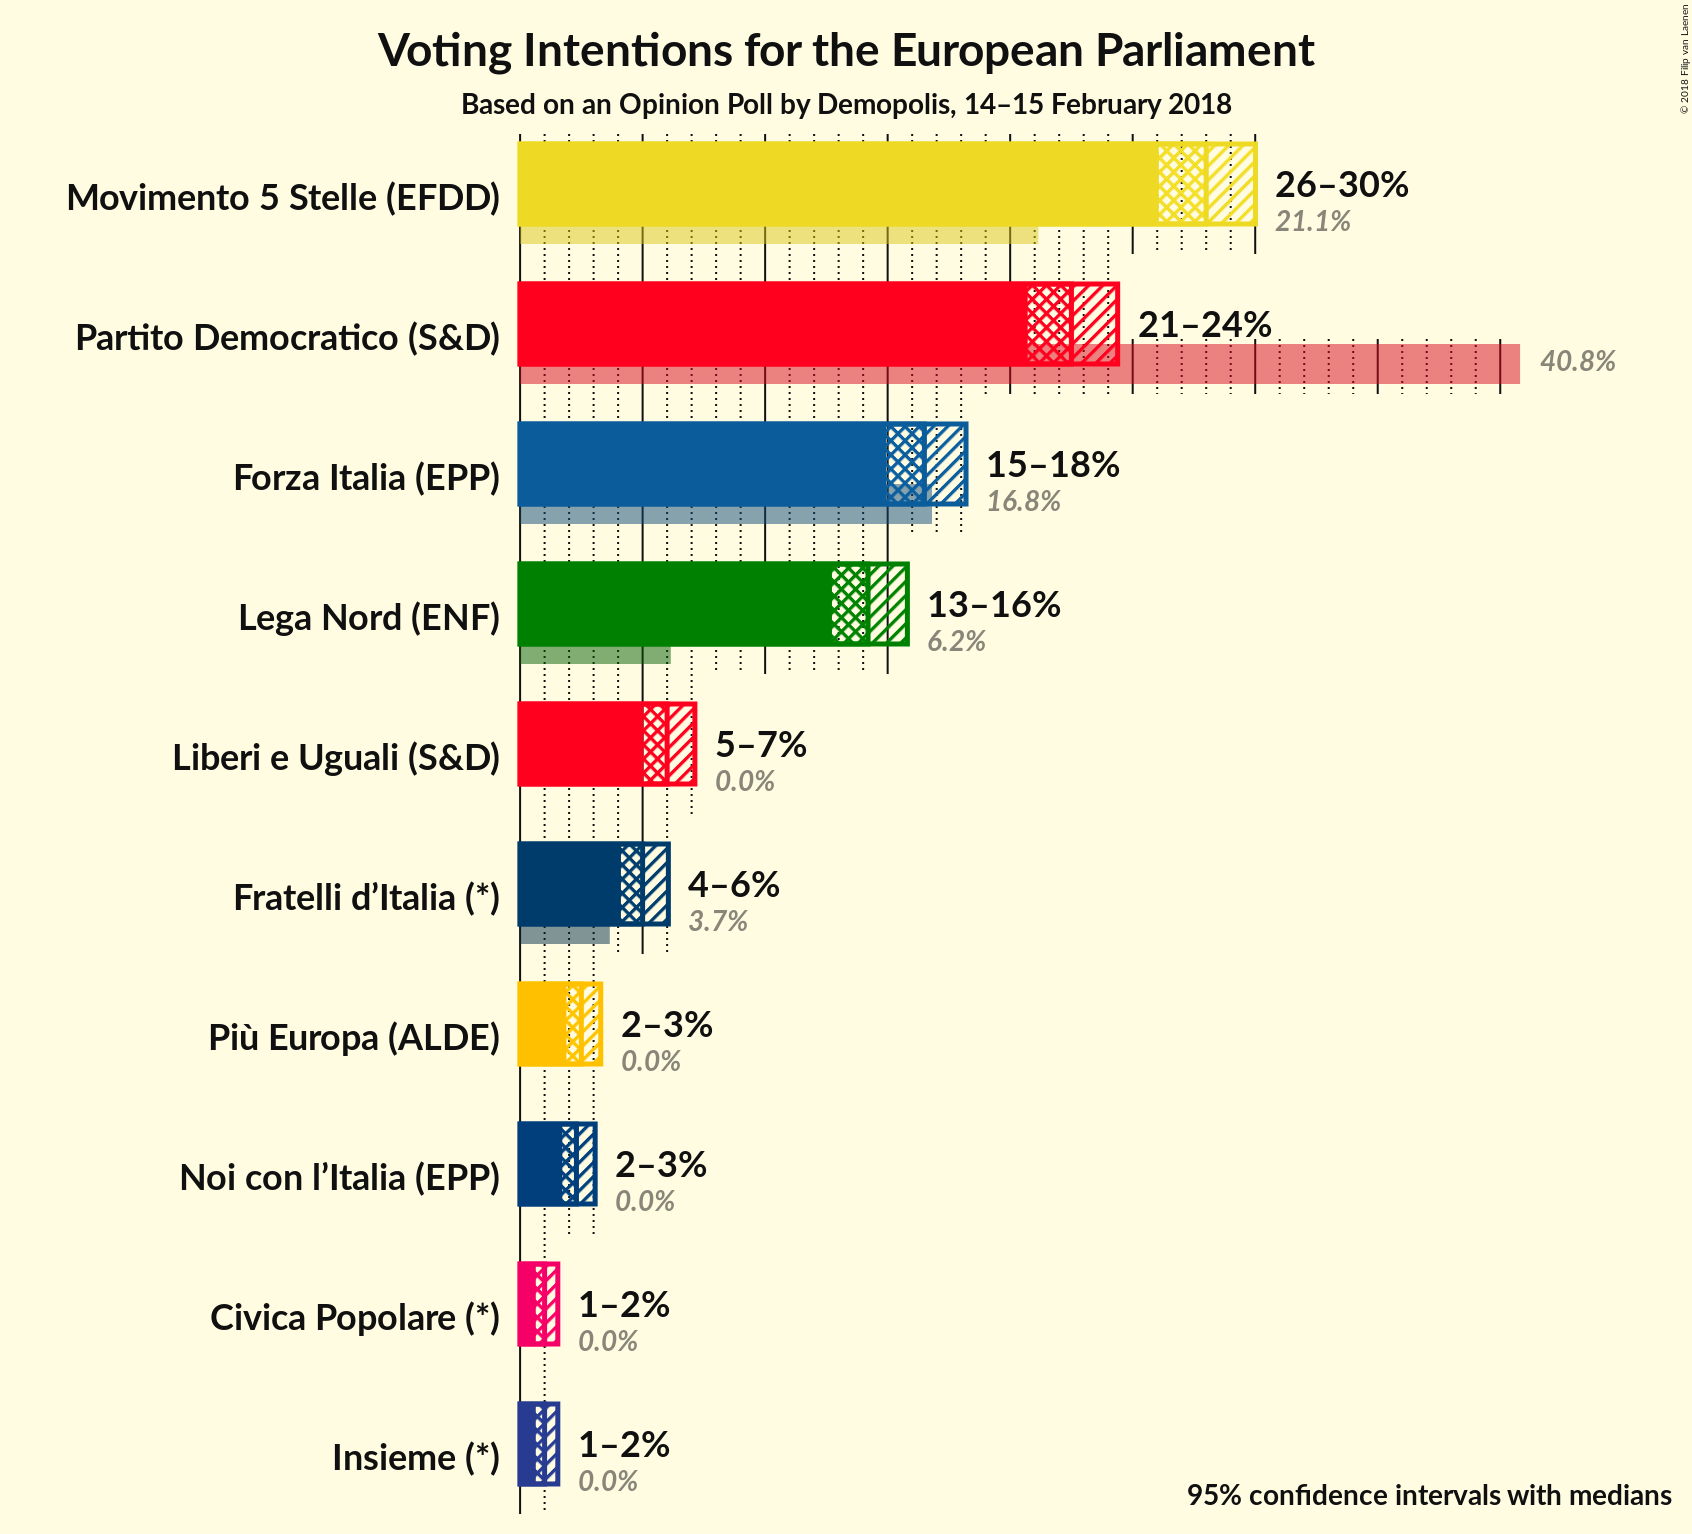 Voting Intentions for the European Parliament
Based on an Opinion Poll by Demopolis, 14–15 February 2018
© 2018 Filip van Laenen
Movimento 5 Stelle (EFDD)
26–30%
21.1%
Partito Democratico (S&D)
21–24%
40.8%
Forza Italia (EPP)
15–18%
16.8%
Lega Nord (ENF)
13–16%
6.2%
Liberi e Uguali (S&D)
5–7%
0.0%
Fratelli d’Italia (*)
4–6%
3.7%
Più Europa (ALDE)
2–3%
0.0%
Noi con l’Italia (EPP)
2–3%
0.0%
Civica Popolare (*)
1–2%
0.0%
Insieme (*)
1–2%
0.0%
95% confidence intervals with medians